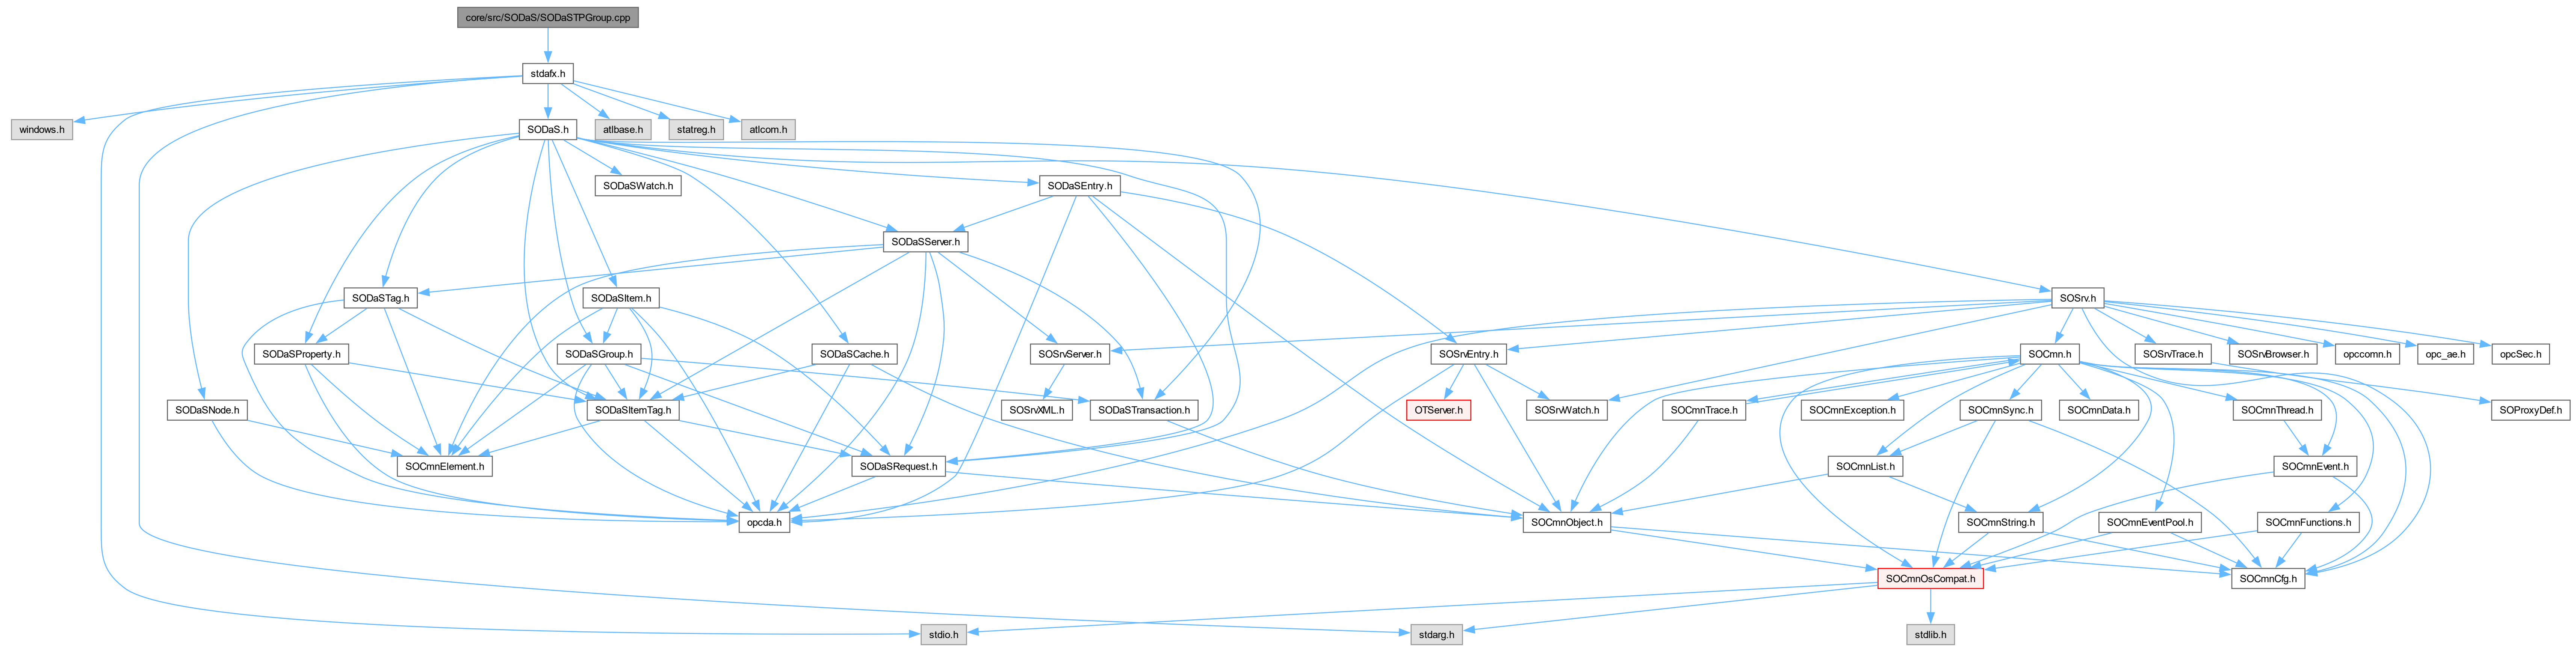 core/src/SODaS/SODaSTPGroup.cpp
stdafx.h
windows.h
SODaS.h
atlbase.h
statreg.h
atlcom.h
SODaSWatch.h
SODaSEntry.h
SODaSServer.h
SODaSTag.h
SODaSItem.h
SOSrv.h
SODaSProperty.h
SODaSGroup.h
SODaSCache.h
SOSrvServer.h
SOSrvEntry.h
SOCmn.h
SOSrvTrace.h
SOSrvBrowser.h
opccomn.h
opc_ae.h
opcSec.h
SODaSNode.h
SODaSItemTag.h
SOSrvXML.h
SODaSTransaction.h
OTServer.h
SOSrvWatch.h
SOCmnTrace.h
SOCmnException.h
SOCmnSync.h
SOCmnData.h
SOCmnThread.h
SOProxyDef.h
SOCmnElement.h
SODaSRequest.h
SOCmnList.h
SOCmnEvent.h
opcda.h
SOCmnObject.h
SOCmnString.h
SOCmnEventPool.h
SOCmnFunctions.h
SOCmnOsCompat.h
SOCmnCfg.h
stdio.h
stdarg.h
stdlib.h